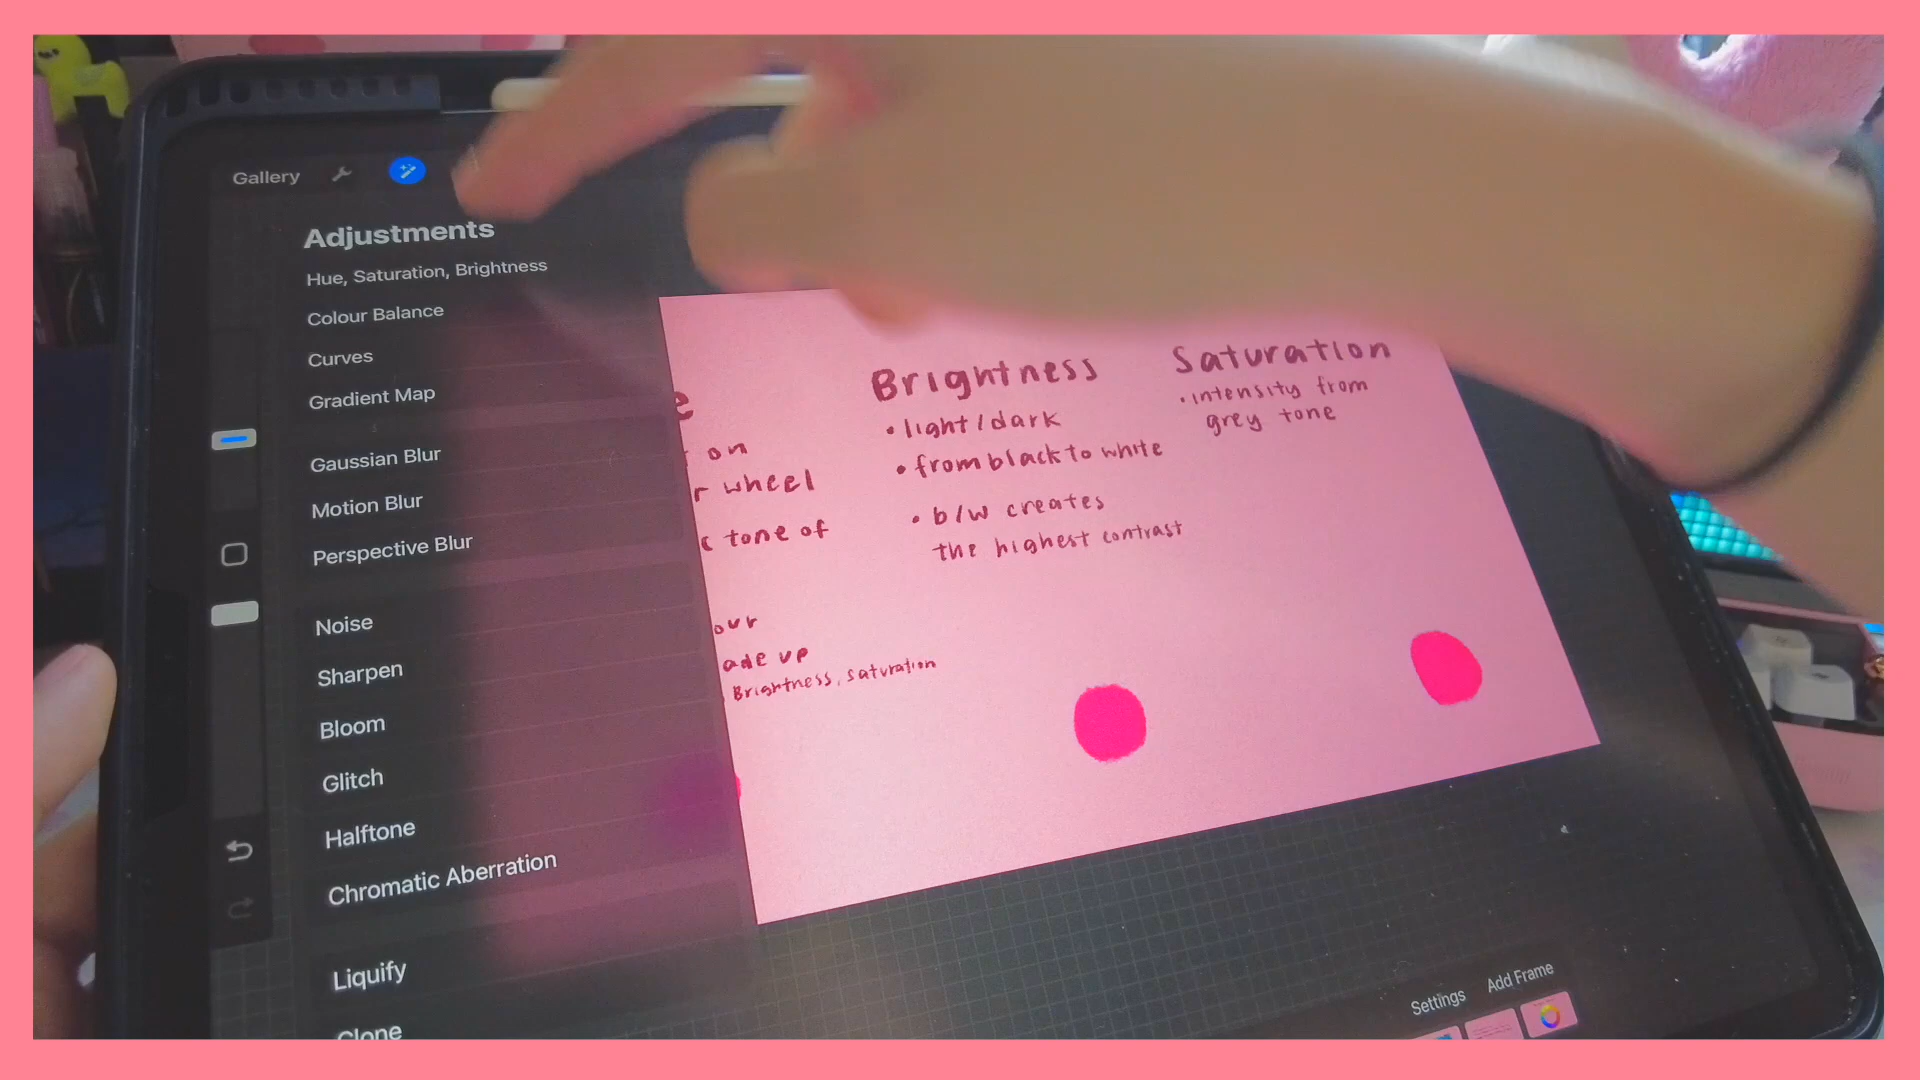 Gallery
Adjustments
Hue, Saturation, Brightness
Colour Balance
Curves
Gradient Map
Gaussian Blur
Motion Blur
Perspective Blur
Noise
Sharpen
Bloom
Glitch
Halftone
Chromatic Aberration
Liquify
Clone
e
on
r wheel
c tone of
our
ade up
Brightness, saturation
Brightness
• light/dark
• from black to white
• b/w creates
the highest contrast
Saturation
• intensity from
grey tone
Settings
Add Frame